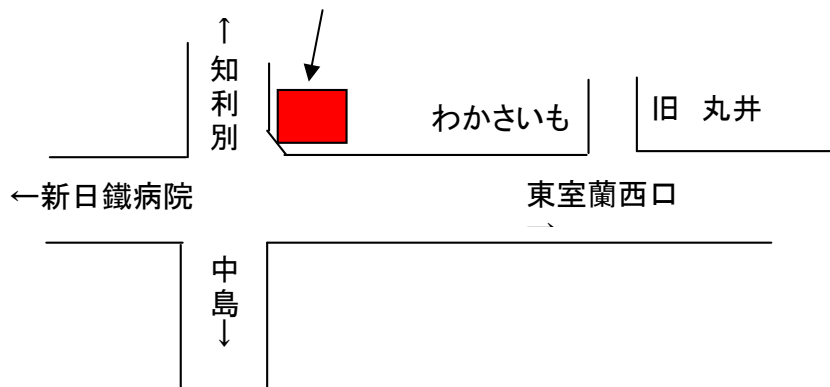 ↑知利別
わかさいも
旧 丸井
←新日鐵病院
東室蘭西口
→
中島↓